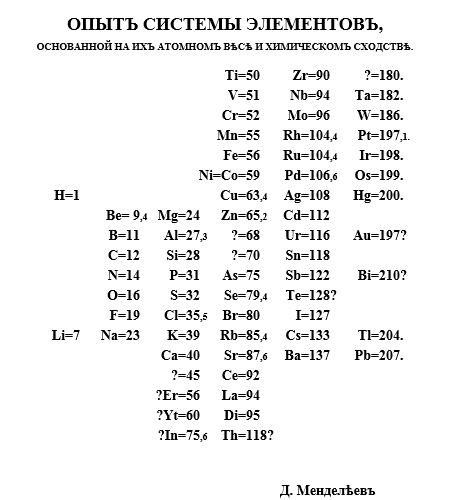 ОПЫТЪ СИСТЕМЫ ЭЛЕМЕНТОВЪ,
ОСНОВАННОЙ НА ИХЪ АТОМНОМЪ ВѢСѢ И ХИМИЧЕСКОМЪ СХОДСТВѢ.
Ti=50 Zr=90 ?=180.
V=51 Nb=94 Ta=182.
Cr=52 Mo=96 W=186.
Mn=55 Rh=104,4 Pt=197,1.
Fe=56 Ru=104,4 Ir=198.
Ni=Co=59 Pd=106,6 Os=199.
H=1 Cu=63,4 Ag=108 Hg=200.
Be= 9,4 Mg=24 Zn=65,2 Cd=112
B=11 Al=27,3 ?=68 Ur=116 Au=197?
C=12 Si=28 ?=70 Sn=118
N=14 P=31 As=75 Sb=122 Bi=210?
O=16 S=32 Se=79,4 Te=128?
F=19 Cl=35,5 Br=80 I=127
Li=7 Na=23 K=39 Rb=85,4 Cs=133 Tl=204.
Ca=40 Sr=87,6 Ba=137 Pb=207.
?=45 Ce=92
?Er=56 La=94
?Yt=60 Di=95
?In=75,6 Th=118?
Д. Менделѣевъ